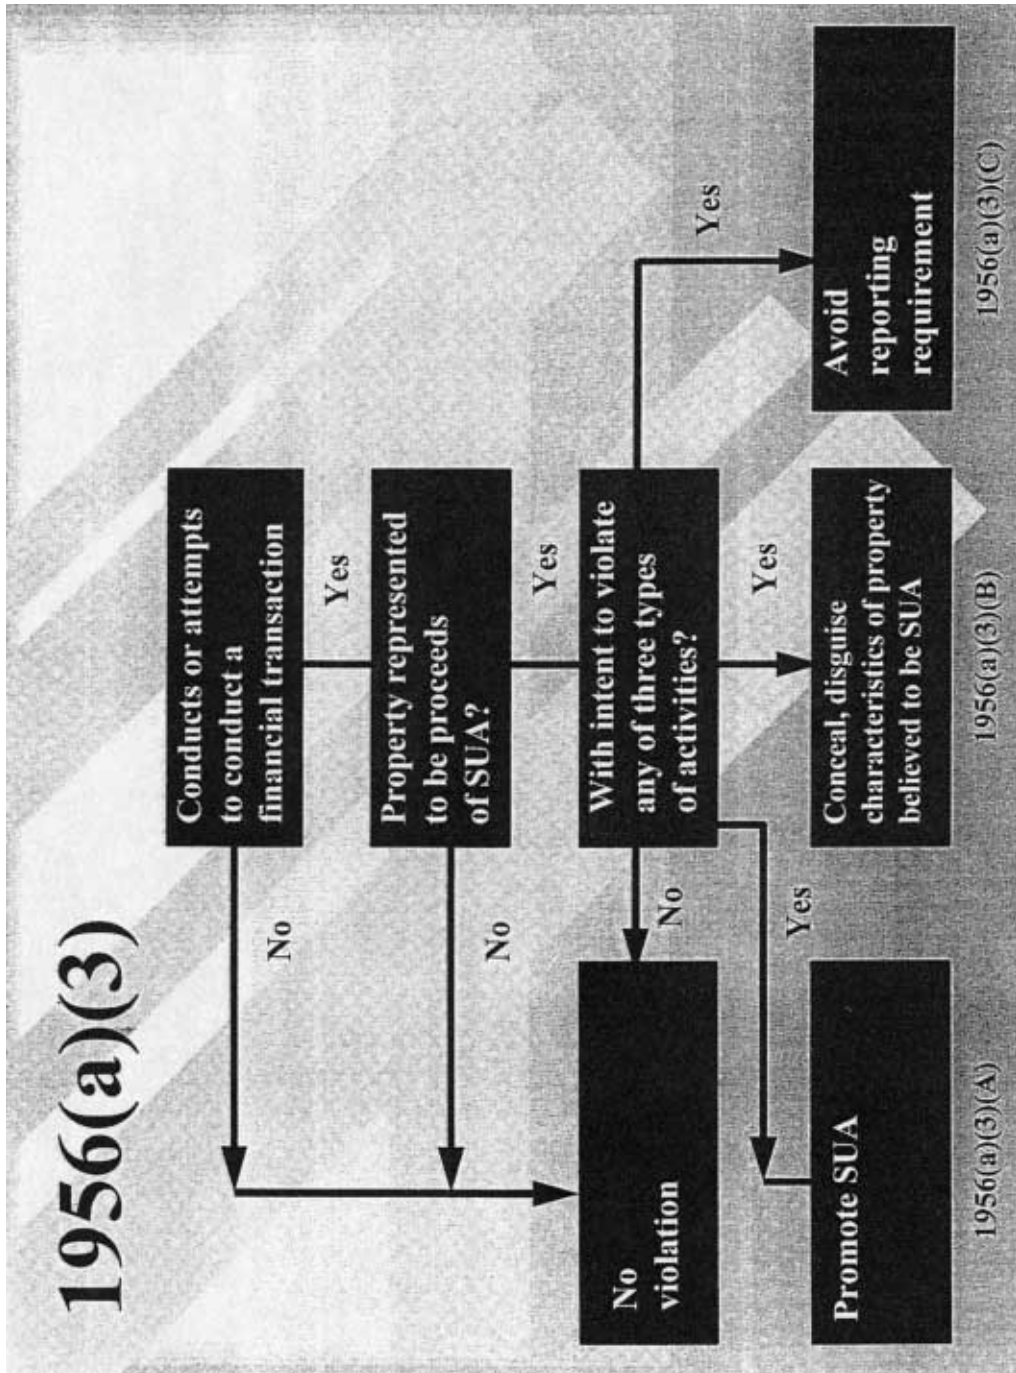 1956(a)(3)
Conducts or attempts
to conduct a
financial transaction
No
Yes
Property represented
to be proceeds
of SUA?
No
Yes
No
violation
With intent to violate
any of three types
of activities?
No
Yes
Yes
Yes
Promote SUA
Conceal, disguise
characteristics of property
believed to be SUA
Avoid
reporting
requirement
1956(a)(3)(A)
1956(a)(3)(B)
1956(a)(3)(C)